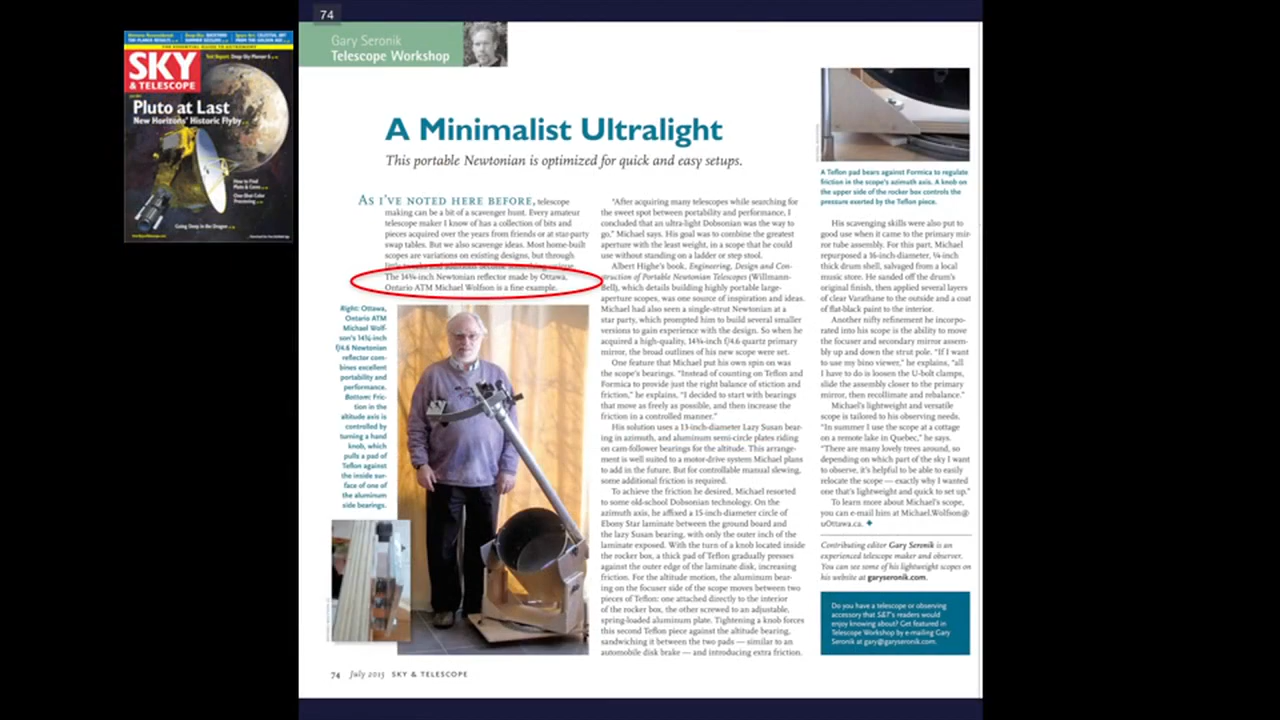 74
Gary Seronik
Telescope Workshop
SKY
& TELESCOPE
Pluto at Last
New Horizons' Historic Flyby
A Minimalist Ultralight
This portable Newtonian is optimized for quick and easy setups.
AS I'VE NOTED HERE BEFORE, telescope
making can be a bit of a scavenger hunt. Every amateur
telescope maker I know of has a collection of bits and
pieces acquired over the years from friends or at star-party
swap tables. But we also scavenge ideas. Most home-built
scopes are variations on existing designs, but through
The 14¾-inch Newtonian reflector made by Ottawa,
Ontario ATM Michael Wolfson is a fine example.
Right: Ottawa,
Ontario ATM
Michael Wolf-
son's 14¾-inch
f/4.6 Newtonian
reflector com-
bines excellent
portability and
performance.
Bottom: Fric-
tion in the
altitude axis is
controlled by
turning a hand
knob, which
pulls a pad of
Teflon against
the inside sur-
face of one of
the aluminum
side bearings.
"After acquiring many telescopes while searching for
the sweet spot between portability and performance, I
concluded that an ultra-light Dobsonian was the way to
go," Michael says. His goal was to combine the greatest
aperture with the least weight, in a scope that he could
use without standing on a ladder or step stool.
Albert Highe's book, Engineering, Design and Con-
struction of Portable Newtonian Telescopes (Willmann-
Bell), which details building highly portable large-
aperture scopes, was one source of inspiration and ideas.
Michael had also seen a single-strut Newtonian at a
star party, which prompted him to build several smaller
versions to gain experience with the design. So when he
acquired a high-quality, 14¾-inch f/4.6 quartz primary
mirror, the broad outlines of his new scope were set.
One feature that Michael put his own spin on was
the scope's bearings. "Instead of counting on Teflon and
Formica to provide just the right balance of stiction and
friction," he explains, "I decided to start with bearings
that move as freely as possible, and then increase the
friction in a controlled manner."
His solution uses a 13-inch-diameter Lazy Susan bear-
ing in azimuth, and aluminum semi-circle plates riding
on cam-follower bearings for the altitude. This arrange-
ment is well suited to a motor-drive system Michael plans
to add in the future. But for controllable manual slewing,
some additional friction is required.
To achieve the friction he desired, Michael resorted
to some old-school Dobsonian technology. On the
azimuth axis, he affixed a 15-inch-diameter circle of
Ebony Star laminate between the ground board and
the lazy Susan bearing, with only the outer inch of the
laminate exposed. With the turn of a knob located inside
the rocker box, a thick pad of Teflon gradually presses
against the outer edge of the laminate disk, increasing
friction. For the altitude motion, the aluminum bear-
ing on the focuser side of the scope moves between two
pieces of Teflon: one attached directly to the interior
of the rocker box, the other screwed to an adjustable,
spring-loaded aluminum plate. Tightening a knob forces
this second Teflon piece against the altitude bearing,
sandwiching it between the two pads — similar to an
automobile disk brake — and introducing extra friction.
A Teflon pad bears against Formica to regulate
friction in the scope's azimuth axis. A knob on
the upper side of the rocker box controls the
pressure exerted by the Teflon piece.
His scavenging skills were also put to
good use when it came to the primary mir-
ror tube assembly. For this part, Michael
repurposed a 16-inch-diameter, ¼-inch
thick drum shell, salvaged from a local
music store. He sanded off the drum's
original finish, then applied several layers
of clear Varathane to the outside and a coat
of flat-black paint to the interior.
Another nifty refinement he incorpo-
rated into his scope is the ability to move
the focuser and secondary mirror assem-
bly up and down the strut pole. "If I want
to use my bino viewer," he explains, "all
I have to do is loosen the U-bolt clamps,
slide the assembly closer to the primary
mirror, then recollimate and rebalance."
Michael's lightweight and versatile
scope is tailored to his observing needs.
"In summer I use the scope at a cottage
on a remote lake in Quebec," he says.
"There are many lovely trees around, so
depending on which part of the sky I want
to observe, it's helpful to be able to easily
relocate the scope — exactly why I wanted
one that's lightweight and quick to set up."
To learn more about Michael's scope,
you can e-mail him at Michael.Wolfson@
uOttawa.ca. ◆
Contributing editor Gary Seronik is an
experienced telescope maker and observer.
You can see some of his lightweight scopes on
his website at garyseronik.com.
Do you have a telescope or observing
accessory that S&T's readers would
enjoy knowing about? Get featured in
Telescope Workshop by e-mailing Gary
Seronik at gary@garyseronik.com.
74 July 2015 SKY & TELESCOPE